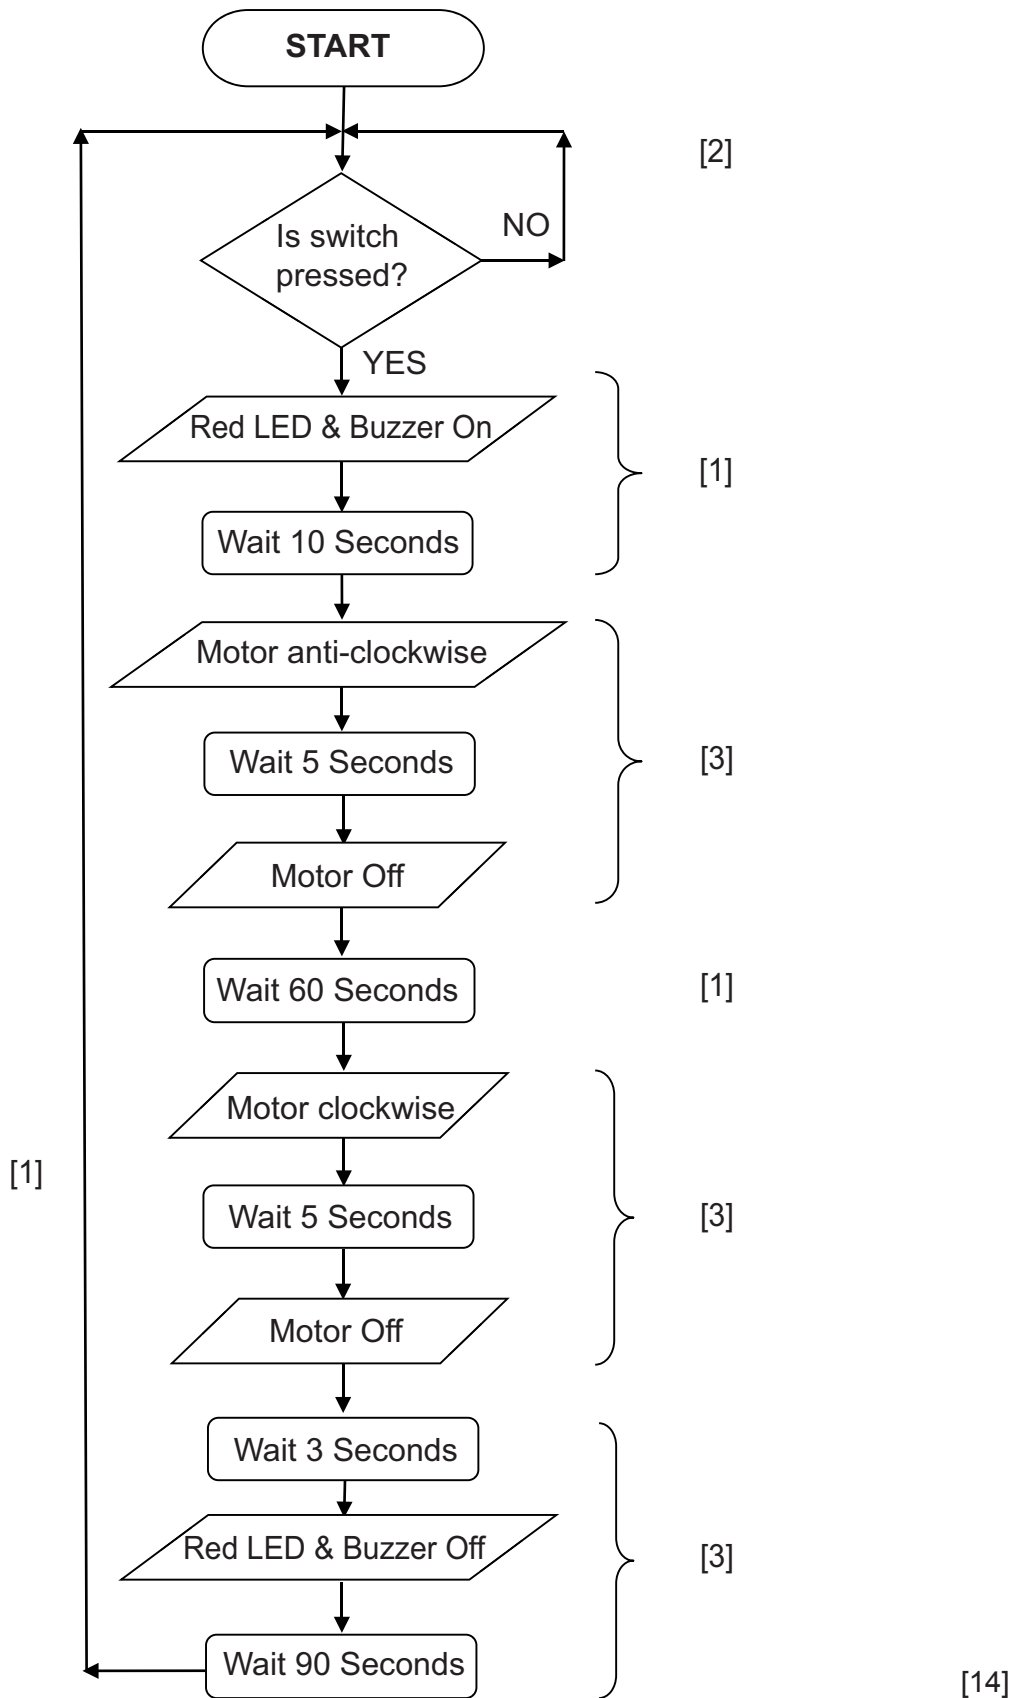 START
[2]
NO
Is switch
pressed?
YES
Red LED & Buzzer On
[1]
Wait 10 Seconds
Motor anti-clockwise
Wait 5 Seconds
[3]
Motor Off
Wait 60 Seconds
[1]
Motor clockwise
[1]
Wait 5 Seconds
[3]
Motor Off
Wait 3 Seconds
Red LED & Buzzer Off
[3]
Wait 90 Seconds
[14]